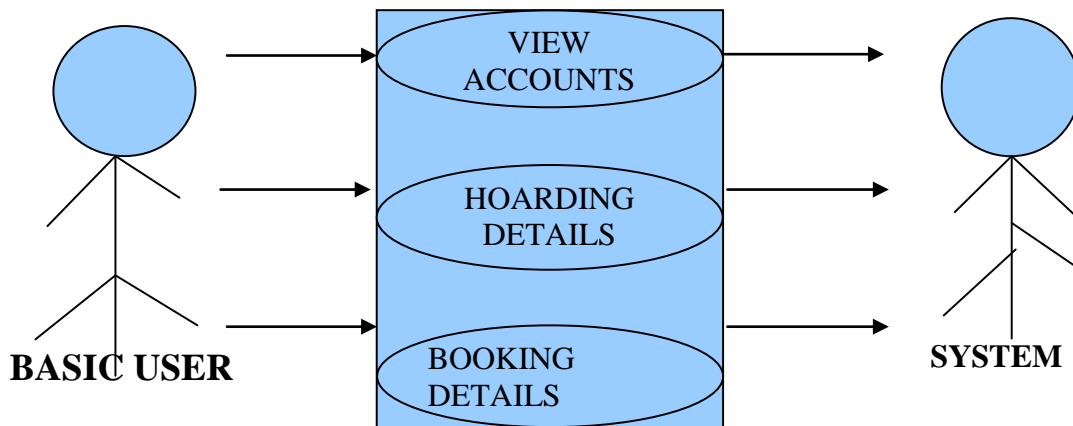 VIEW
ACCOUNTS
HOARDING
DETAILS
BOOKING
DETAILS
BASIC USER
SYSTEM